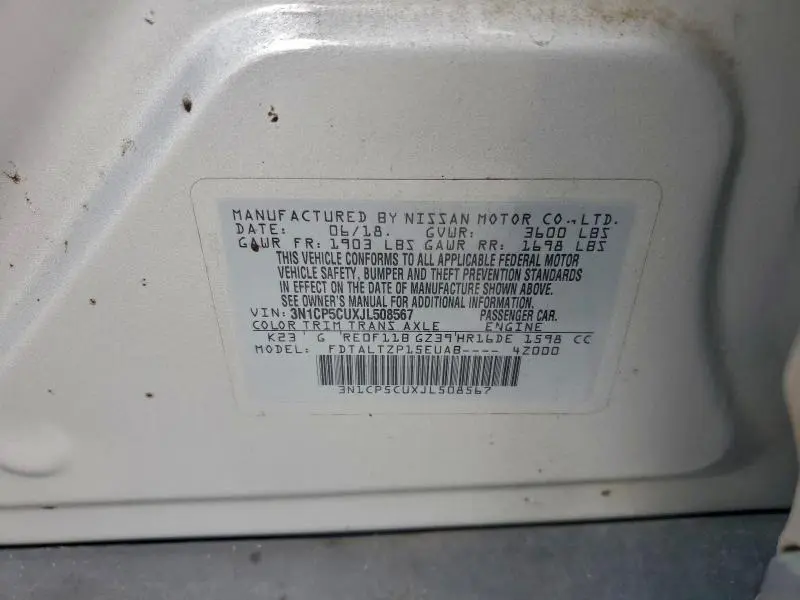 MANUFACTURED BY NISSAN MOTOR CO.,LTD.
DATE: 06/18. GVWR: 3600 LBS
GAWR FR: 1903 LBS GAWR RR: 1698 LBS
THIS VEHICLE CONFORMS TO ALL APPLICABLE FEDERAL MOTOR
VEHICLE SAFETY, BUMPER AND THEFT PREVENTION STANDARDS
IN EFFECT ON THE DATE OF MANUFACTURE SHOWN ABOVE.
SEE OWNER'S MANUAL FOR ADDITIONAL INFORMATION.
VIN: 3N1CP5CUXJL508567 PASSENGER CAR.
COLOR TRIM TRANS AXLE ENGINE
K23 ' G ' RE0F11B GZ39'HR16DE 1598 CC
MODEL: FDTALTZP15EUAB---- 4Z000
3N1CP5CUXJL508567